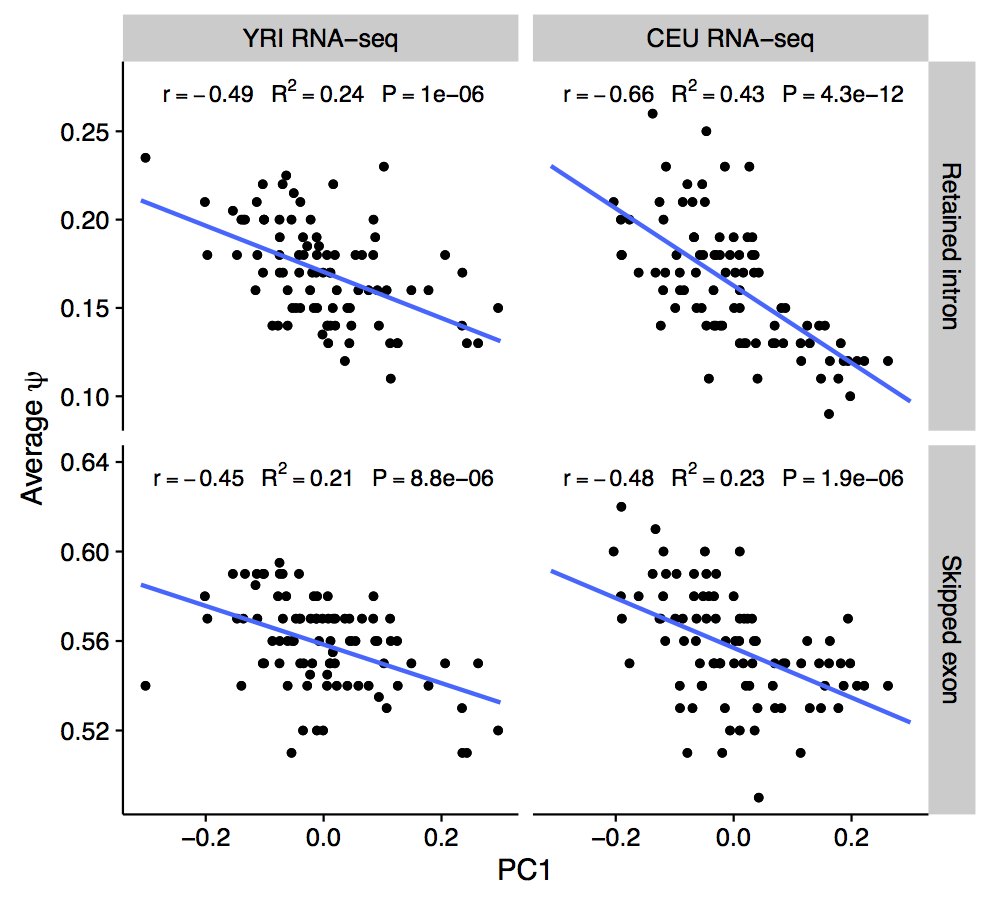 YRI RNA−seq
CEU RNA−seq
r = − 0.49 R² = 0.24 P = 1e−06
r = − 0.66 R² = 0.43 P = 4.3e−12
Retained intron
0.25
0.20
0.15
0.10
Average ψ
r = − 0.45 R² = 0.21 P = 8.8e−06
r = − 0.48 R² = 0.23 P = 1.9e−06
Skipped exon
0.64
0.60
0.56
0.52
−0.2 0.0 0.2
−0.2 0.0 0.2
PC1